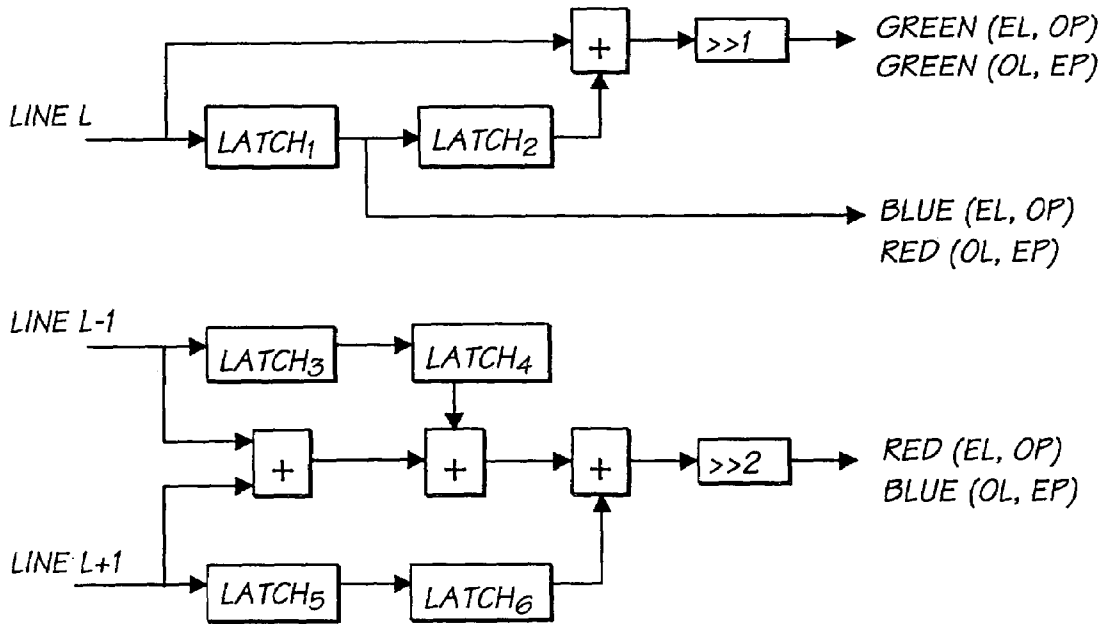 +
>>1
GREEN (EL, OP)
GREEN (OL, EP)
LINE L
LATCH1
LATCH2
BLUE (EL, OP)
RED (OL, EP)
LINE L-1
LATCH3
LATCH4
+
+
+
>>2
RED (EL, OP)
BLUE (OL, EP)
LINE L+1
LATCH5
LATCH6